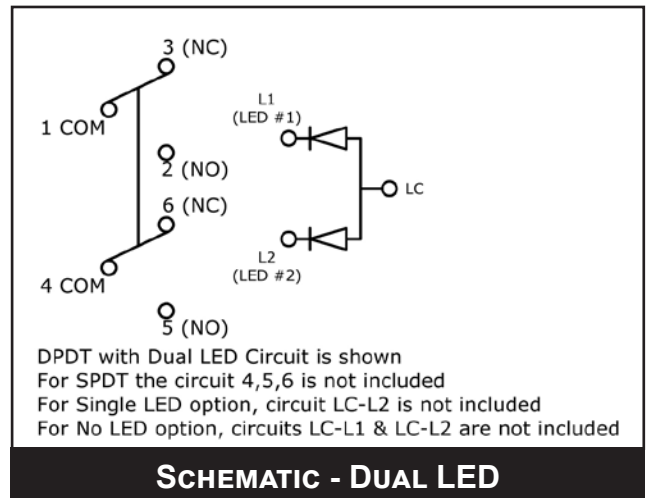 3 (NC)
1 COM
2 (NO)
6 (NC)
4 COM
5 (NO)
L1
(LED #1)
LC
L2
(LED #2)
DPDT with Dual LED Circuit is shown
For SPDT the circuit 4,5,6 is not included
For Single LED option, circuit LC-L2 is not included
For No LED option, circuits LC-L1 & LC-L2 are not included
SCHEMATIC - DUAL LED